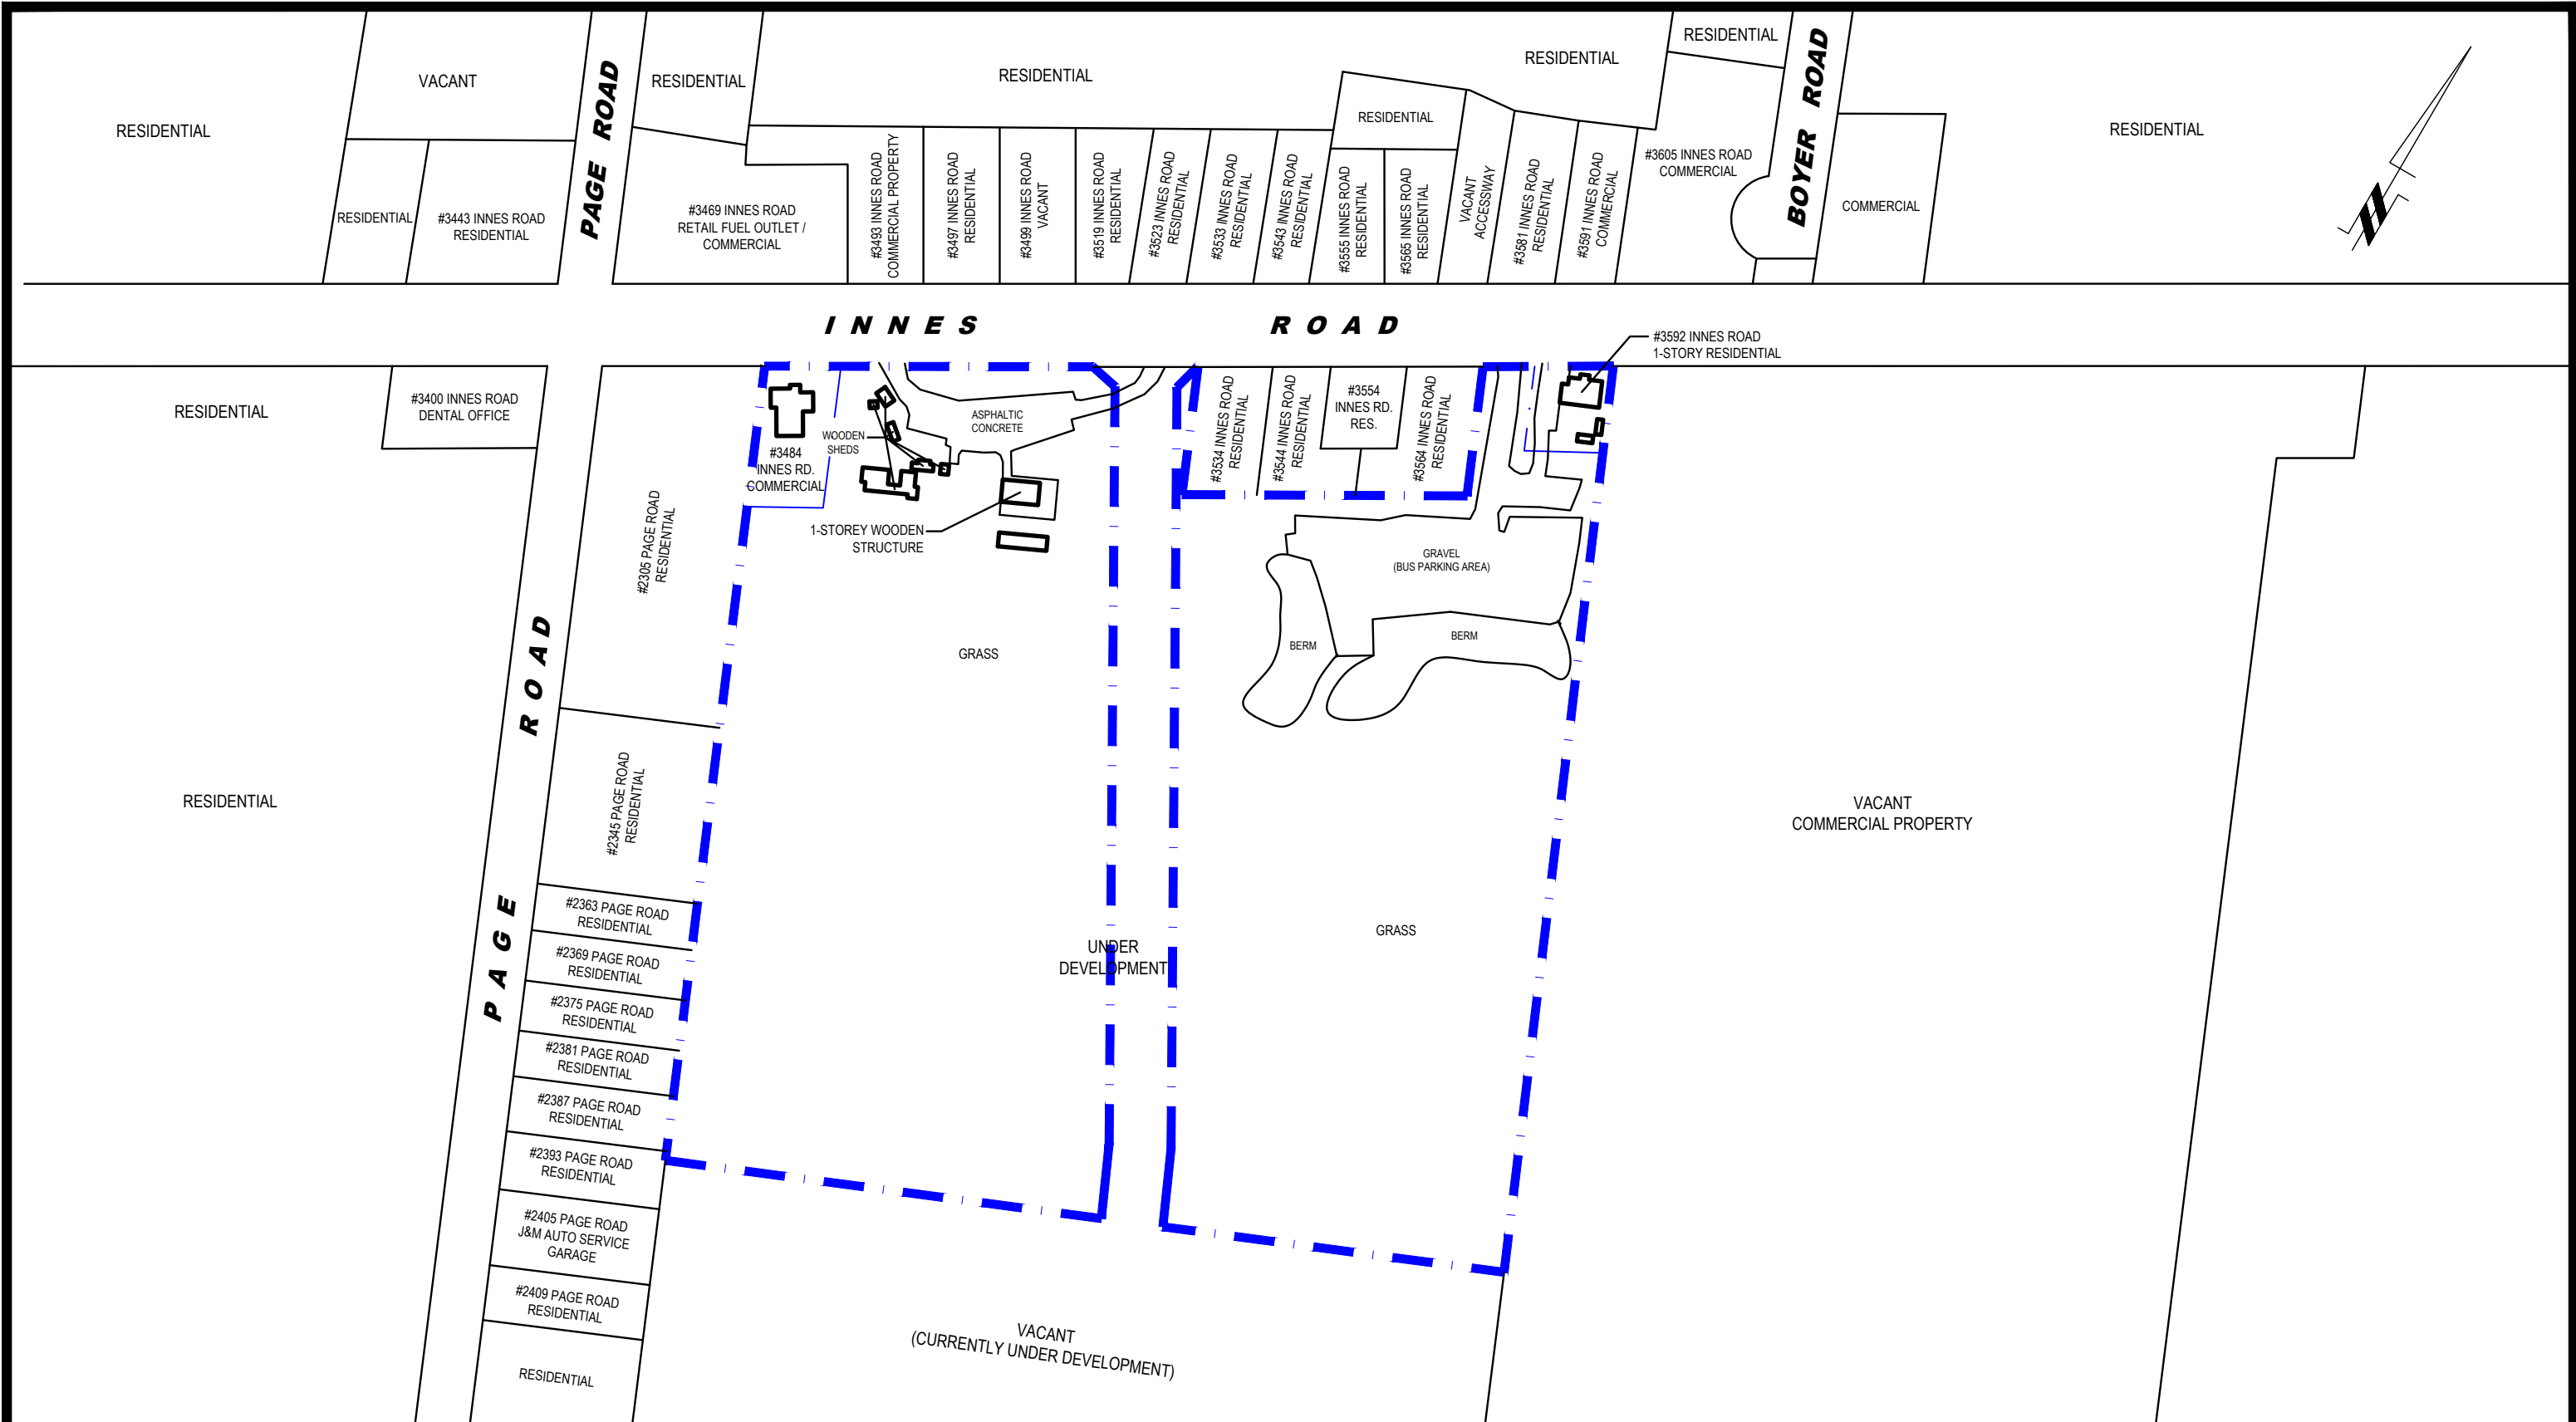 RESIDENTIAL
VACANT
PAGE ROAD
RESIDENTIAL
RESIDENTIAL
RESIDENTIAL
RESIDENTIAL
BOYER ROAD
RESIDENTIAL
RESIDENTIAL
#3443 INNES ROAD
RESIDENTIAL
#3469 INNES ROAD
RETAIL FUEL OUTLET /
COMMERCIAL
#3493 INNES ROAD
COMMERCIAL PROPERTY
#3497 INNES ROAD
RESIDENTIAL
#3499 INNES ROAD
VACANT
#3519 INNES ROAD
RESIDENTIAL
#3523 INNES ROAD
RESIDENTIAL
#3533 INNES ROAD
RESIDENTIAL
#3543 INNES ROAD
RESIDENTIAL
RESIDENTIAL
#3555 INNES ROAD
RESIDENTIAL
#3565 INNES ROAD
RESIDENTIAL
VACANT
ACCESSWAY
#3581 INNES ROAD
RESIDENTIAL
#3591 INNES ROAD
COMMERCIAL
#3605 INNES ROAD
COMMERCIAL
COMMERCIAL
INNES ROAD
#3592 INNES ROAD
1-STORY RESIDENTIAL
RESIDENTIAL
#3400 INNES ROAD
DENTAL OFFICE
#3484
INNES RD.
COMMERCIAL
WOODEN
SHEDS
ASPHALTIC
CONCRETE
1-STOREY WOODEN
STRUCTURE
#3534 INNES ROAD
RESIDENTIAL
#3544 INNES ROAD
RESIDENTIAL
#3554
INNES RD.
RES.
#3564 INNES ROAD
RESIDENTIAL
GRAVEL
(BUS PARKING AREA)
BERM
BERM
#2305 PAGE ROAD
RESIDENTIAL
GRASS
PAGE ROAD
RESIDENTIAL
#2345 PAGE ROAD
RESIDENTIAL
VACANT
COMMERCIAL PROPERTY
#2363 PAGE ROAD
RESIDENTIAL
#2369 PAGE ROAD
RESIDENTIAL
UNDER
DEVELOPMENT
GRASS
#2375 PAGE ROAD
RESIDENTIAL
#2381 PAGE ROAD
RESIDENTIAL
#2387 PAGE ROAD
RESIDENTIAL
#2393 PAGE ROAD
RESIDENTIAL
#2405 PAGE ROAD
J&M AUTO SERVICE
GARAGE
#2409 PAGE ROAD
RESIDENTIAL
RESIDENTIAL
VACANT
(CURRENTLY UNDER DEVELOPMENT)